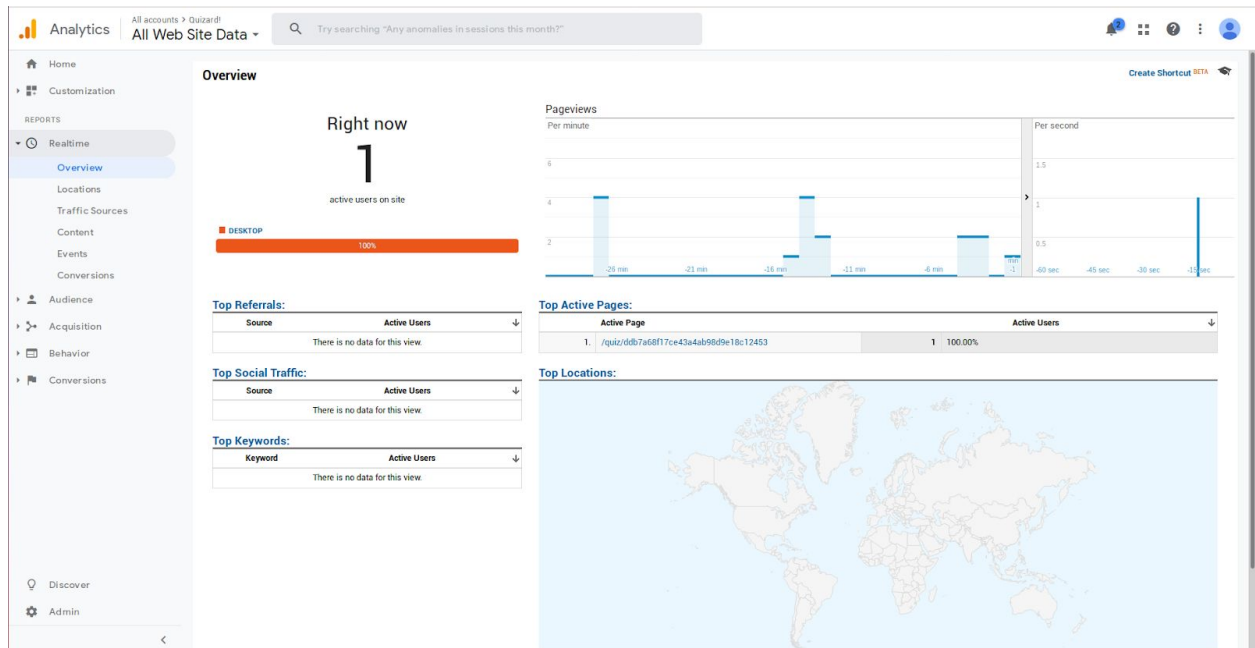 Analytics
All accounts > Quizard!
All Web Site Data
Try searching "Any anomalies in sessions this month?"
2
Home
Customization
REPORTS
Realtime
Overview
Locations
Traffic Sources
Content
Events
Conversions
Audience
Acquisition
Behavior
Conversions
Discover
Admin
Overview
Create Shortcut BETA
Right now
1
active users on site
DESKTOP
100%
Pageviews
Per minute
Per second
6
4
2
1.5
1
0.5
-26 min
-21 min
-16 min
-11 min
-6 min
min
-1
-60 sec
-45 sec
-30 sec
-15 sec
Top Referrals:
Source Active Users
There is no data for this view.
Top Social Traffic:
Source Active Users
There is no data for this view.
Top Keywords:
Keyword Active Users
There is no data for this view.
Top Active Pages:
Active Page Active Users
1. /quiz/ddb7a68f17ce43a4ab98d9e18c12453 1 100.00%
Top Locations: